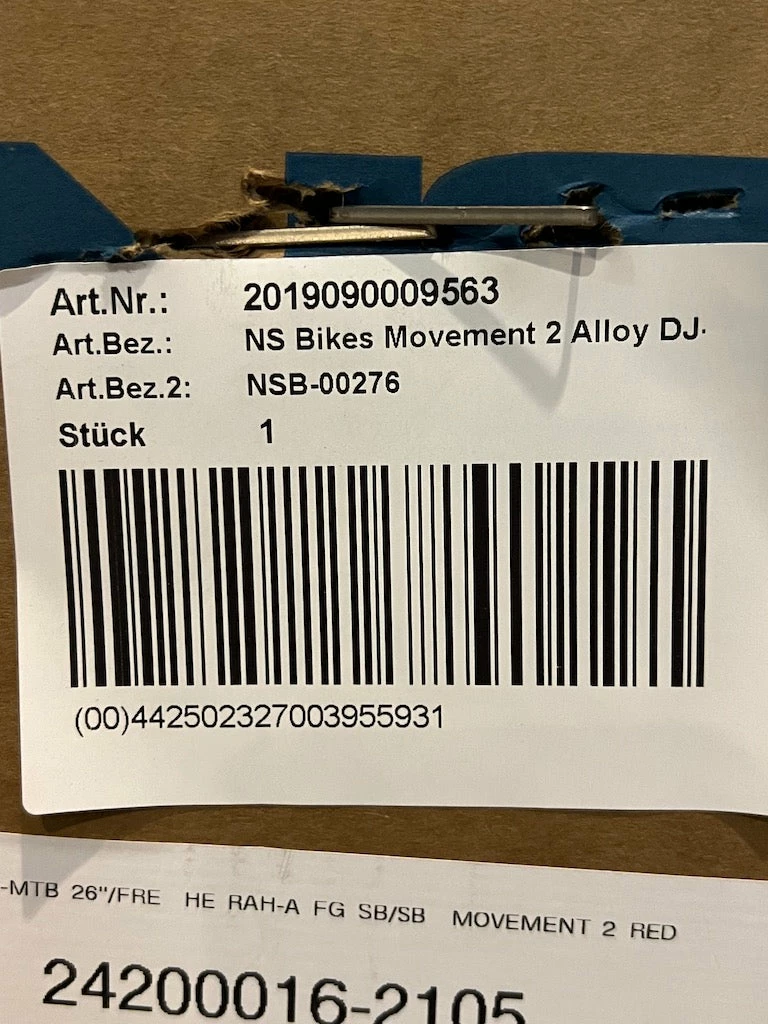 Art.Nr.: 2019090009563
Art.Bez.: NS Bikes Movement 2 Alloy DJ.
Art.Bez.2: NSB-00276
Stück 1
(00)442502327003955931
-MTB 26"/FRE HE RAH-A FG SB/SB MOVEMENT 2 RED
24200016-2105